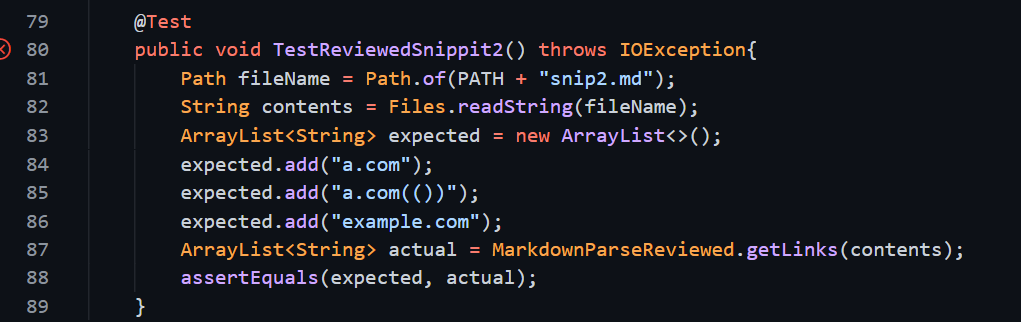 79 @Test
80 public void TestReviewedSnippit2() throws IOException{
81 Path fileName = Path.of(PATH + "snip2.md");
82 String contents = Files.readString(fileName);
83 ArrayList<String> expected = new ArrayList<>();
84 expected.add("a.com");
85 expected.add("a.com(())");
86 expected.add("example.com");
87 ArrayList<String> actual = MarkdownParseReviewed.getLinks(contents);
88 assertEquals(expected, actual);
89 }